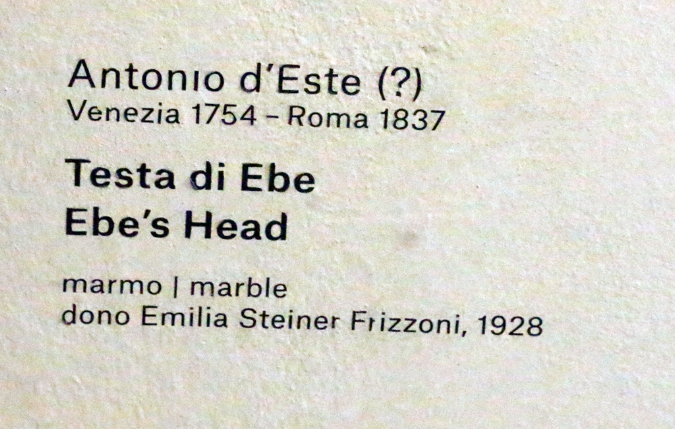 Antonio d'Este (?)
Venezia 1754 – Roma 1837
Testa di Ebe
Ebe's Head
marmo | marble
dono Emilia Steiner Frizzoni, 1928